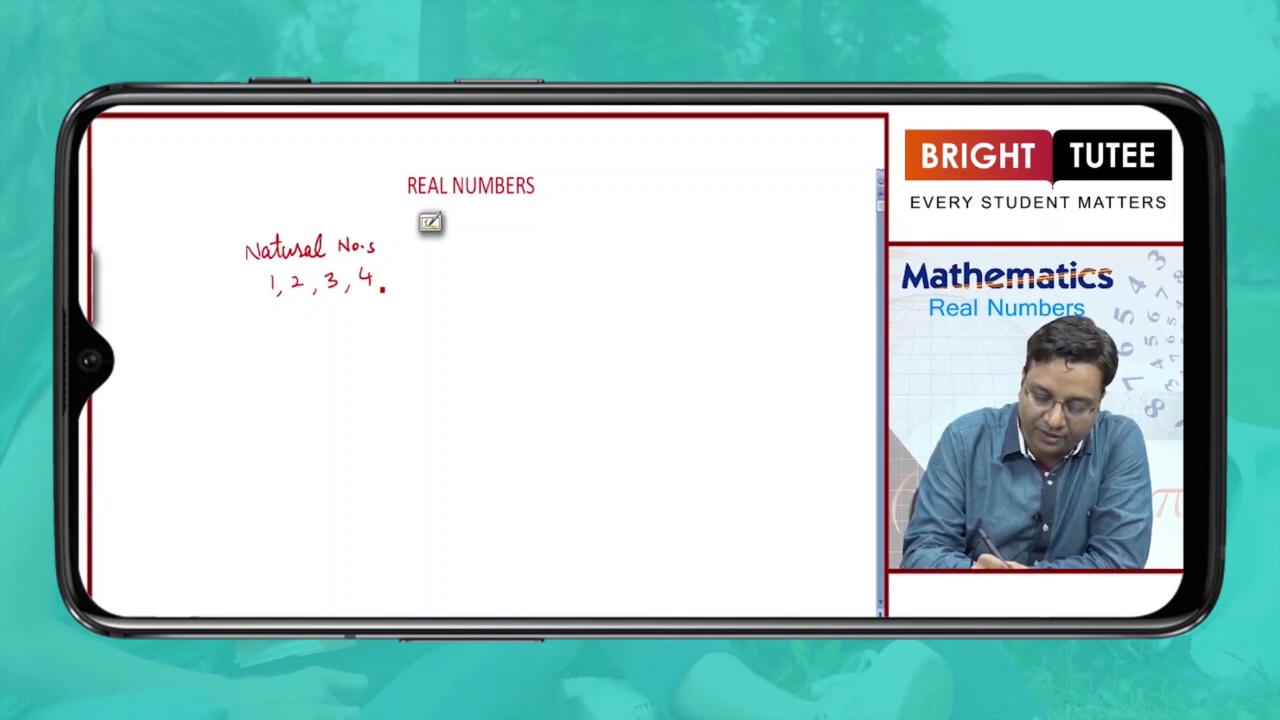 REAL NUMBERS
Natural No.s
1, 2, 3, 4
BRIGHT TUTEE
EVERY STUDENT MATTERS
Mathematics
Real Numbers